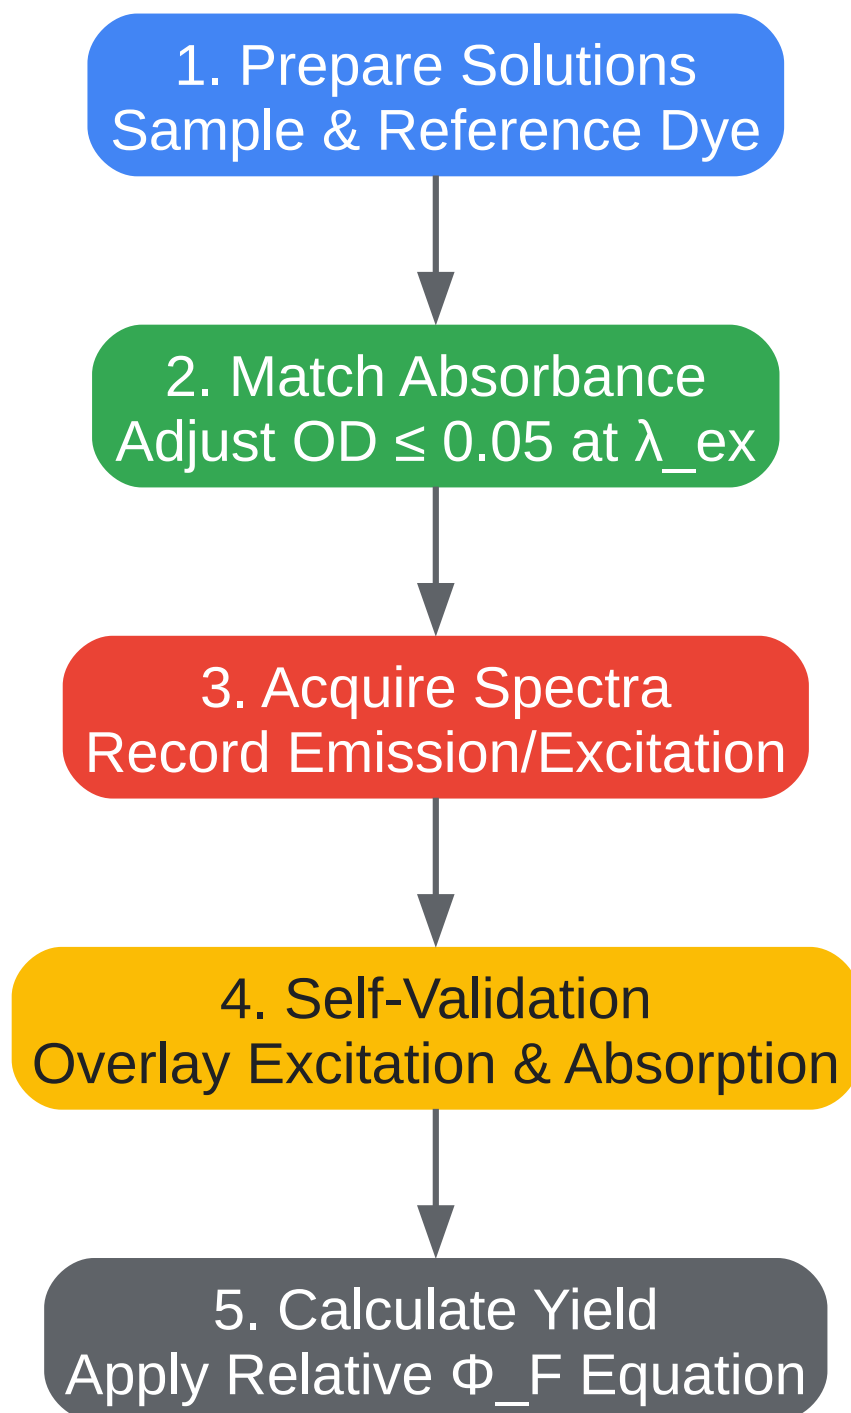 1. Prepare Solutions
Sample & Reference Dye
2. Match Absorbance
Adjust OD ≤ 0.05 at λ_ex
3. Acquire Spectra
Record Emission/Excitation
4. Self-Validation
Overlay Excitation & Absorption
5. Calculate Yield
Apply Relative Φ_F Equation